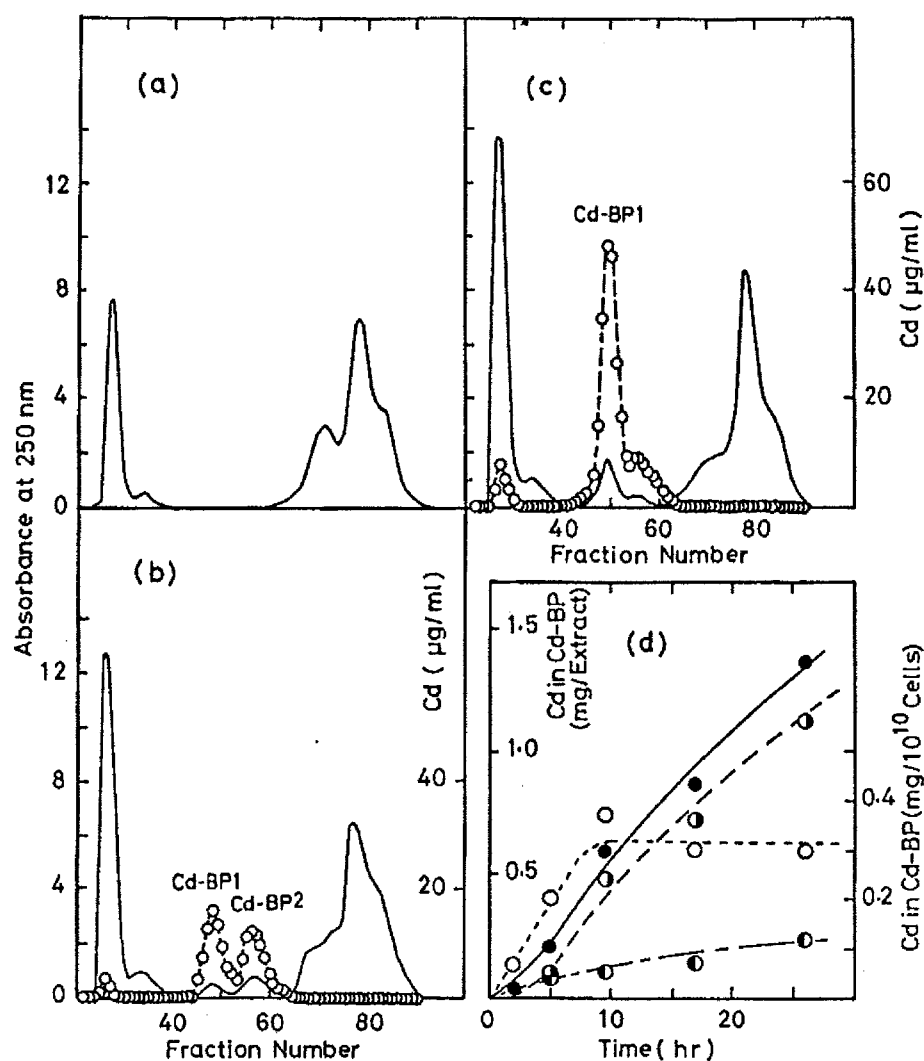 Absorbance at 250 nm
(a)
12
8
4
0
(b)
12
8
4
0
Cd-BP1
Cd-BP2
Cd ( µg/ml )
40
20
40
60
80
Fraction Number
(c)
Cd-BP1
60
40
20
Cd ( µg/ml )
40
60
80
Fraction Number
(d)
Cd in Cd-BP
(mg/Extract)
1·5
1·0
0·5
0·4
0·2
Cd in Cd-BP (mg/10¹⁰ Cells)
0
10
20
Time ( hr )